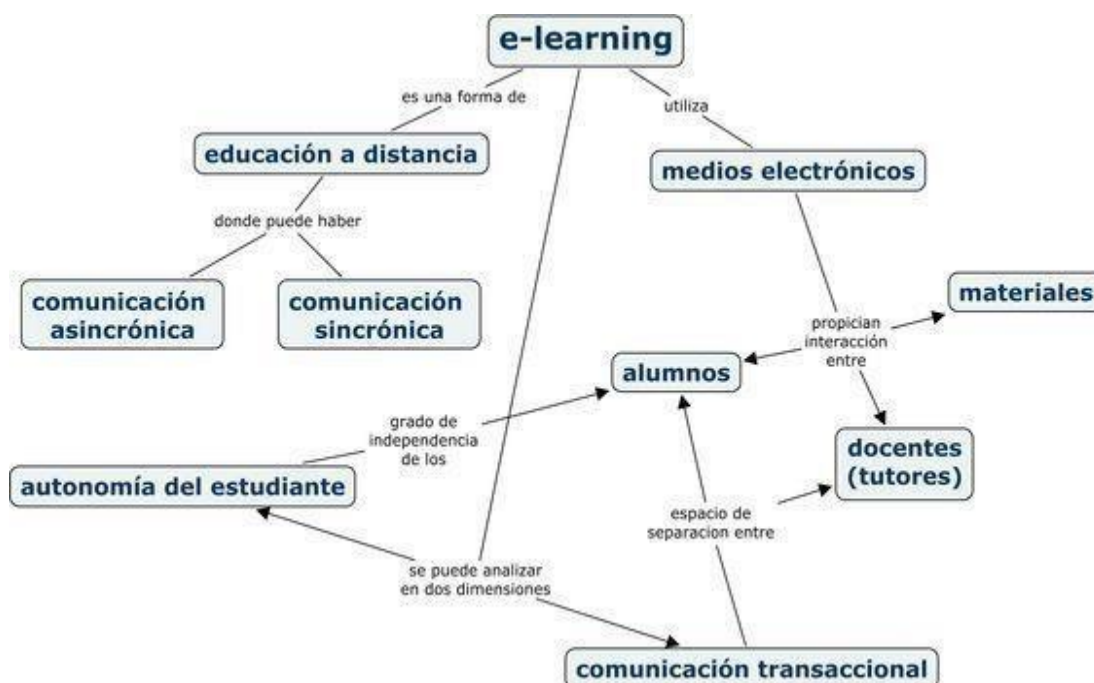 e-learning
es una forma de
utiliza
educación a distancia
medios electrónicos
donde puede haber
comunicación
asincrónica
comunicación
sincrónica
materiales
propician
interacción
entre
alumnos
grado de
independencia
de los
docentes
(tutores)
autonomía del estudiante
espacio de
separacion entre
se puede analizar
en dos dimensiones
comunicación transaccional